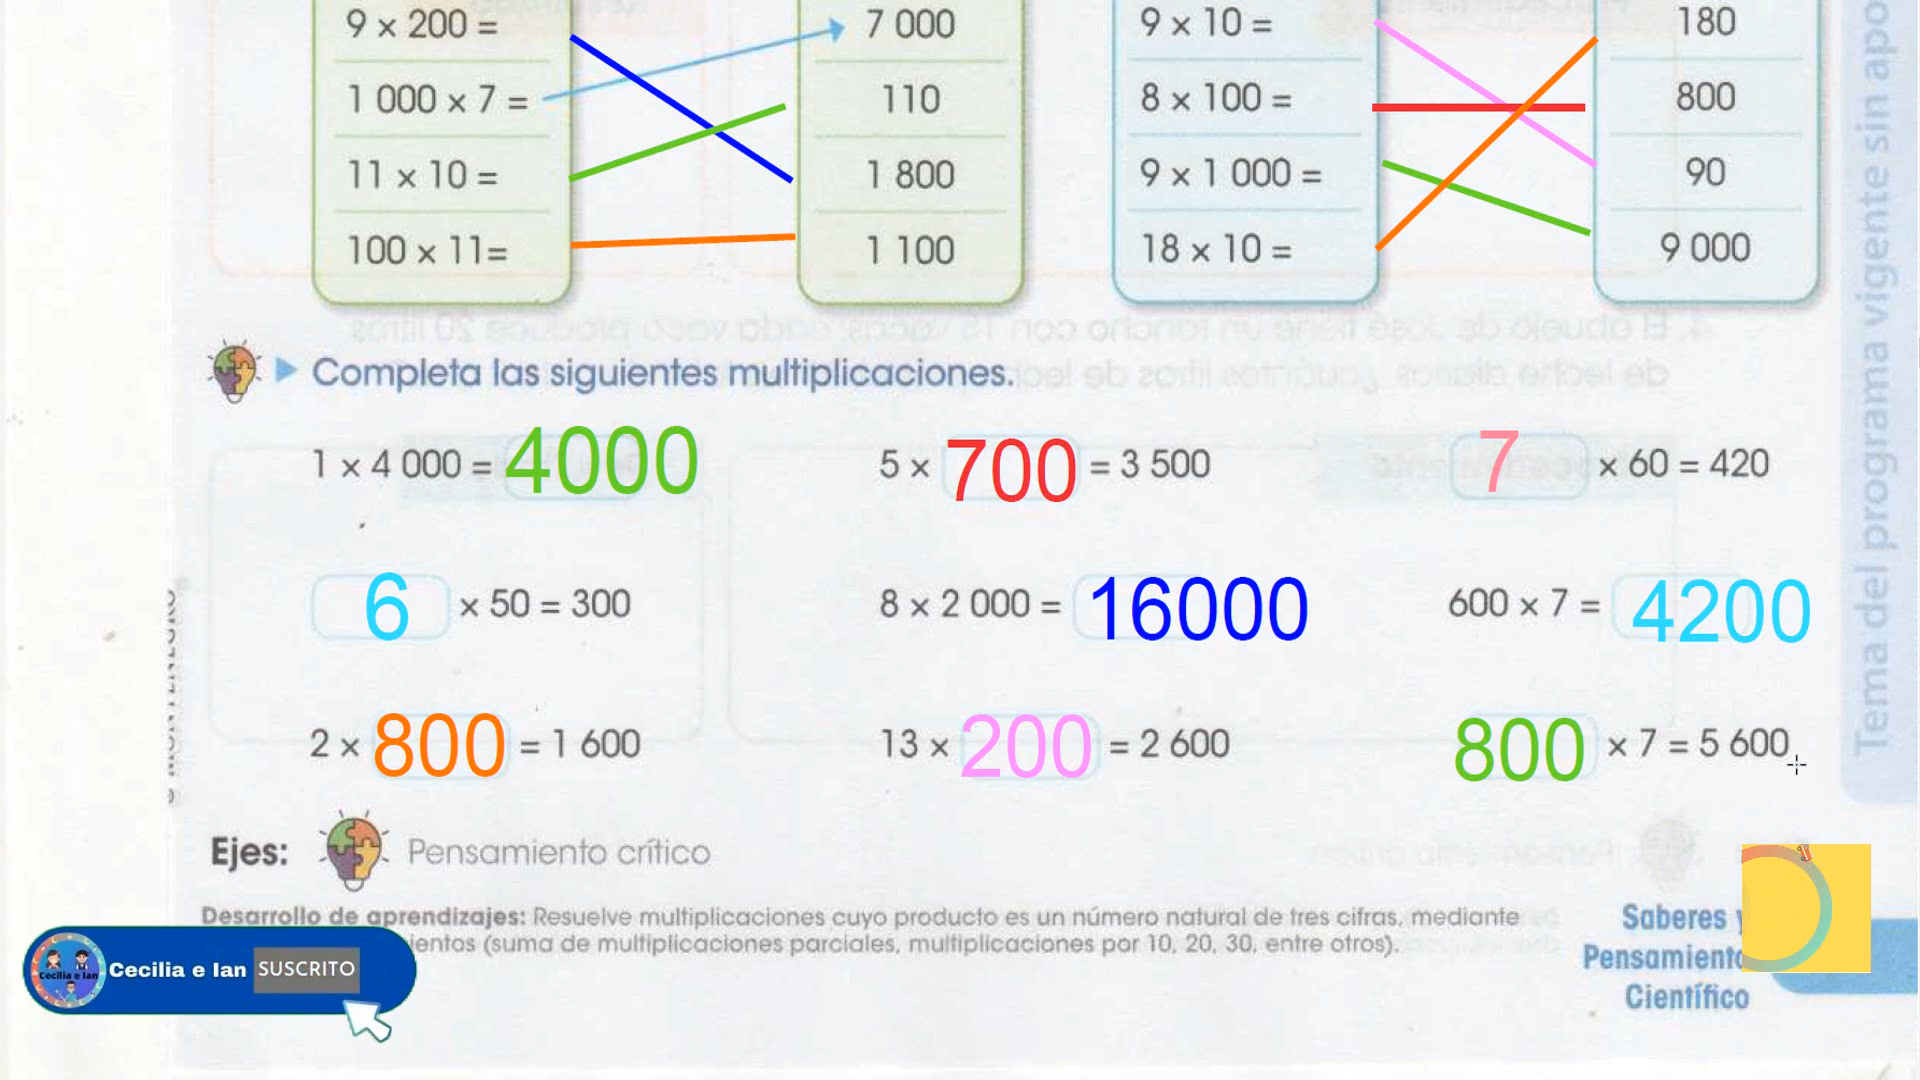 9 × 200 =
7 000
9 × 10 =
180
1 000 × 7 =
110
8 × 100 =
800
11 × 10 =
1 800
9 × 1 000 =
90
100 × 11=
1 100
18 × 10 =
9 000
Completa las siguientes multiplicaciones.
1 × 4 000 = 4000
5 × 700 = 3 500
7 × 60 = 420
6 × 50 = 300
8 × 2 000 = 16000
600 × 7 = 4200
2 × 800 = 1 600
13 × 200 = 2 600
800 × 7 = 5 600
Ejes: Pensamiento crítico
Desarrollo de aprendizajes: Resuelve multiplicaciones cuyo producto es un número natural de tres cifras, mediante
(suma de multiplicaciones parciales, multiplicaciones por 10, 20, 30, entre otros).
Saberes y
Pensamiento
Científico
Tema del programa vigente sin apo
Cecilia e Ian
Cecilia e Ian SUSCRITO